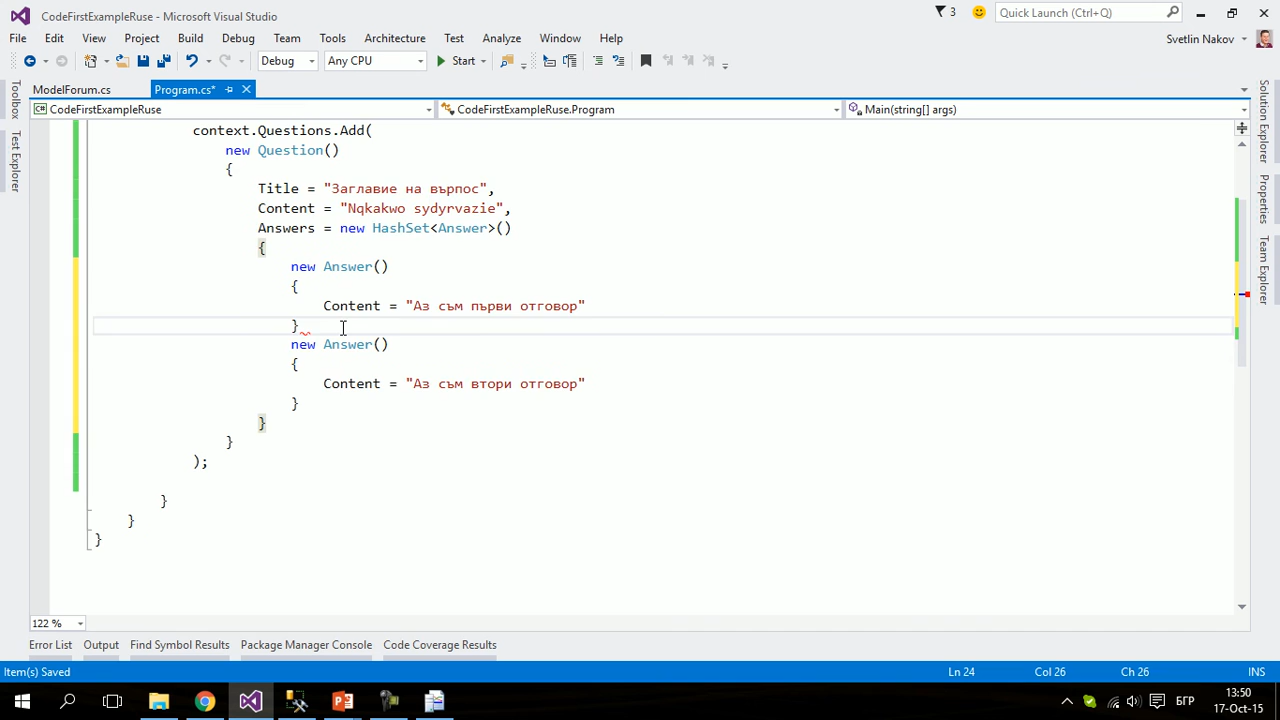 CodeFirstExampleRuse - Microsoft Visual Studio
3
Quick Launch (Ctrl+Q)
File Edit View Project Build Debug Team Tools Architecture Test Analyze Window Help
Svetlin Nakov
Debug
Any CPU
Start
ModelForum.cs
Program.cs*
CodeFirstExampleRuse
CodeFirstExampleRuse.Program
Main(string[] args)
Toolbox
Test Explorer
Solution Explorer
Properties
Team Explorer
context.Questions.Add(
new Question()
{
Title = "Заглавие на върпос",
Content = "Nqkakwo sydyrvazie",
Answers = new HashSet<Answer>()
{
new Answer()
{
Content = "Аз съм първи отговор"
}
new Answer()
{
Content = "Аз съм втори отговор"
}
}
}
);
}
}
}
122 %
Error List Output Find Symbol Results Package Manager Console Code Coverage Results
Item(s) Saved
Ln 24
Col 26
Ch 26
INS
БГР
13:50
17-Oct-15